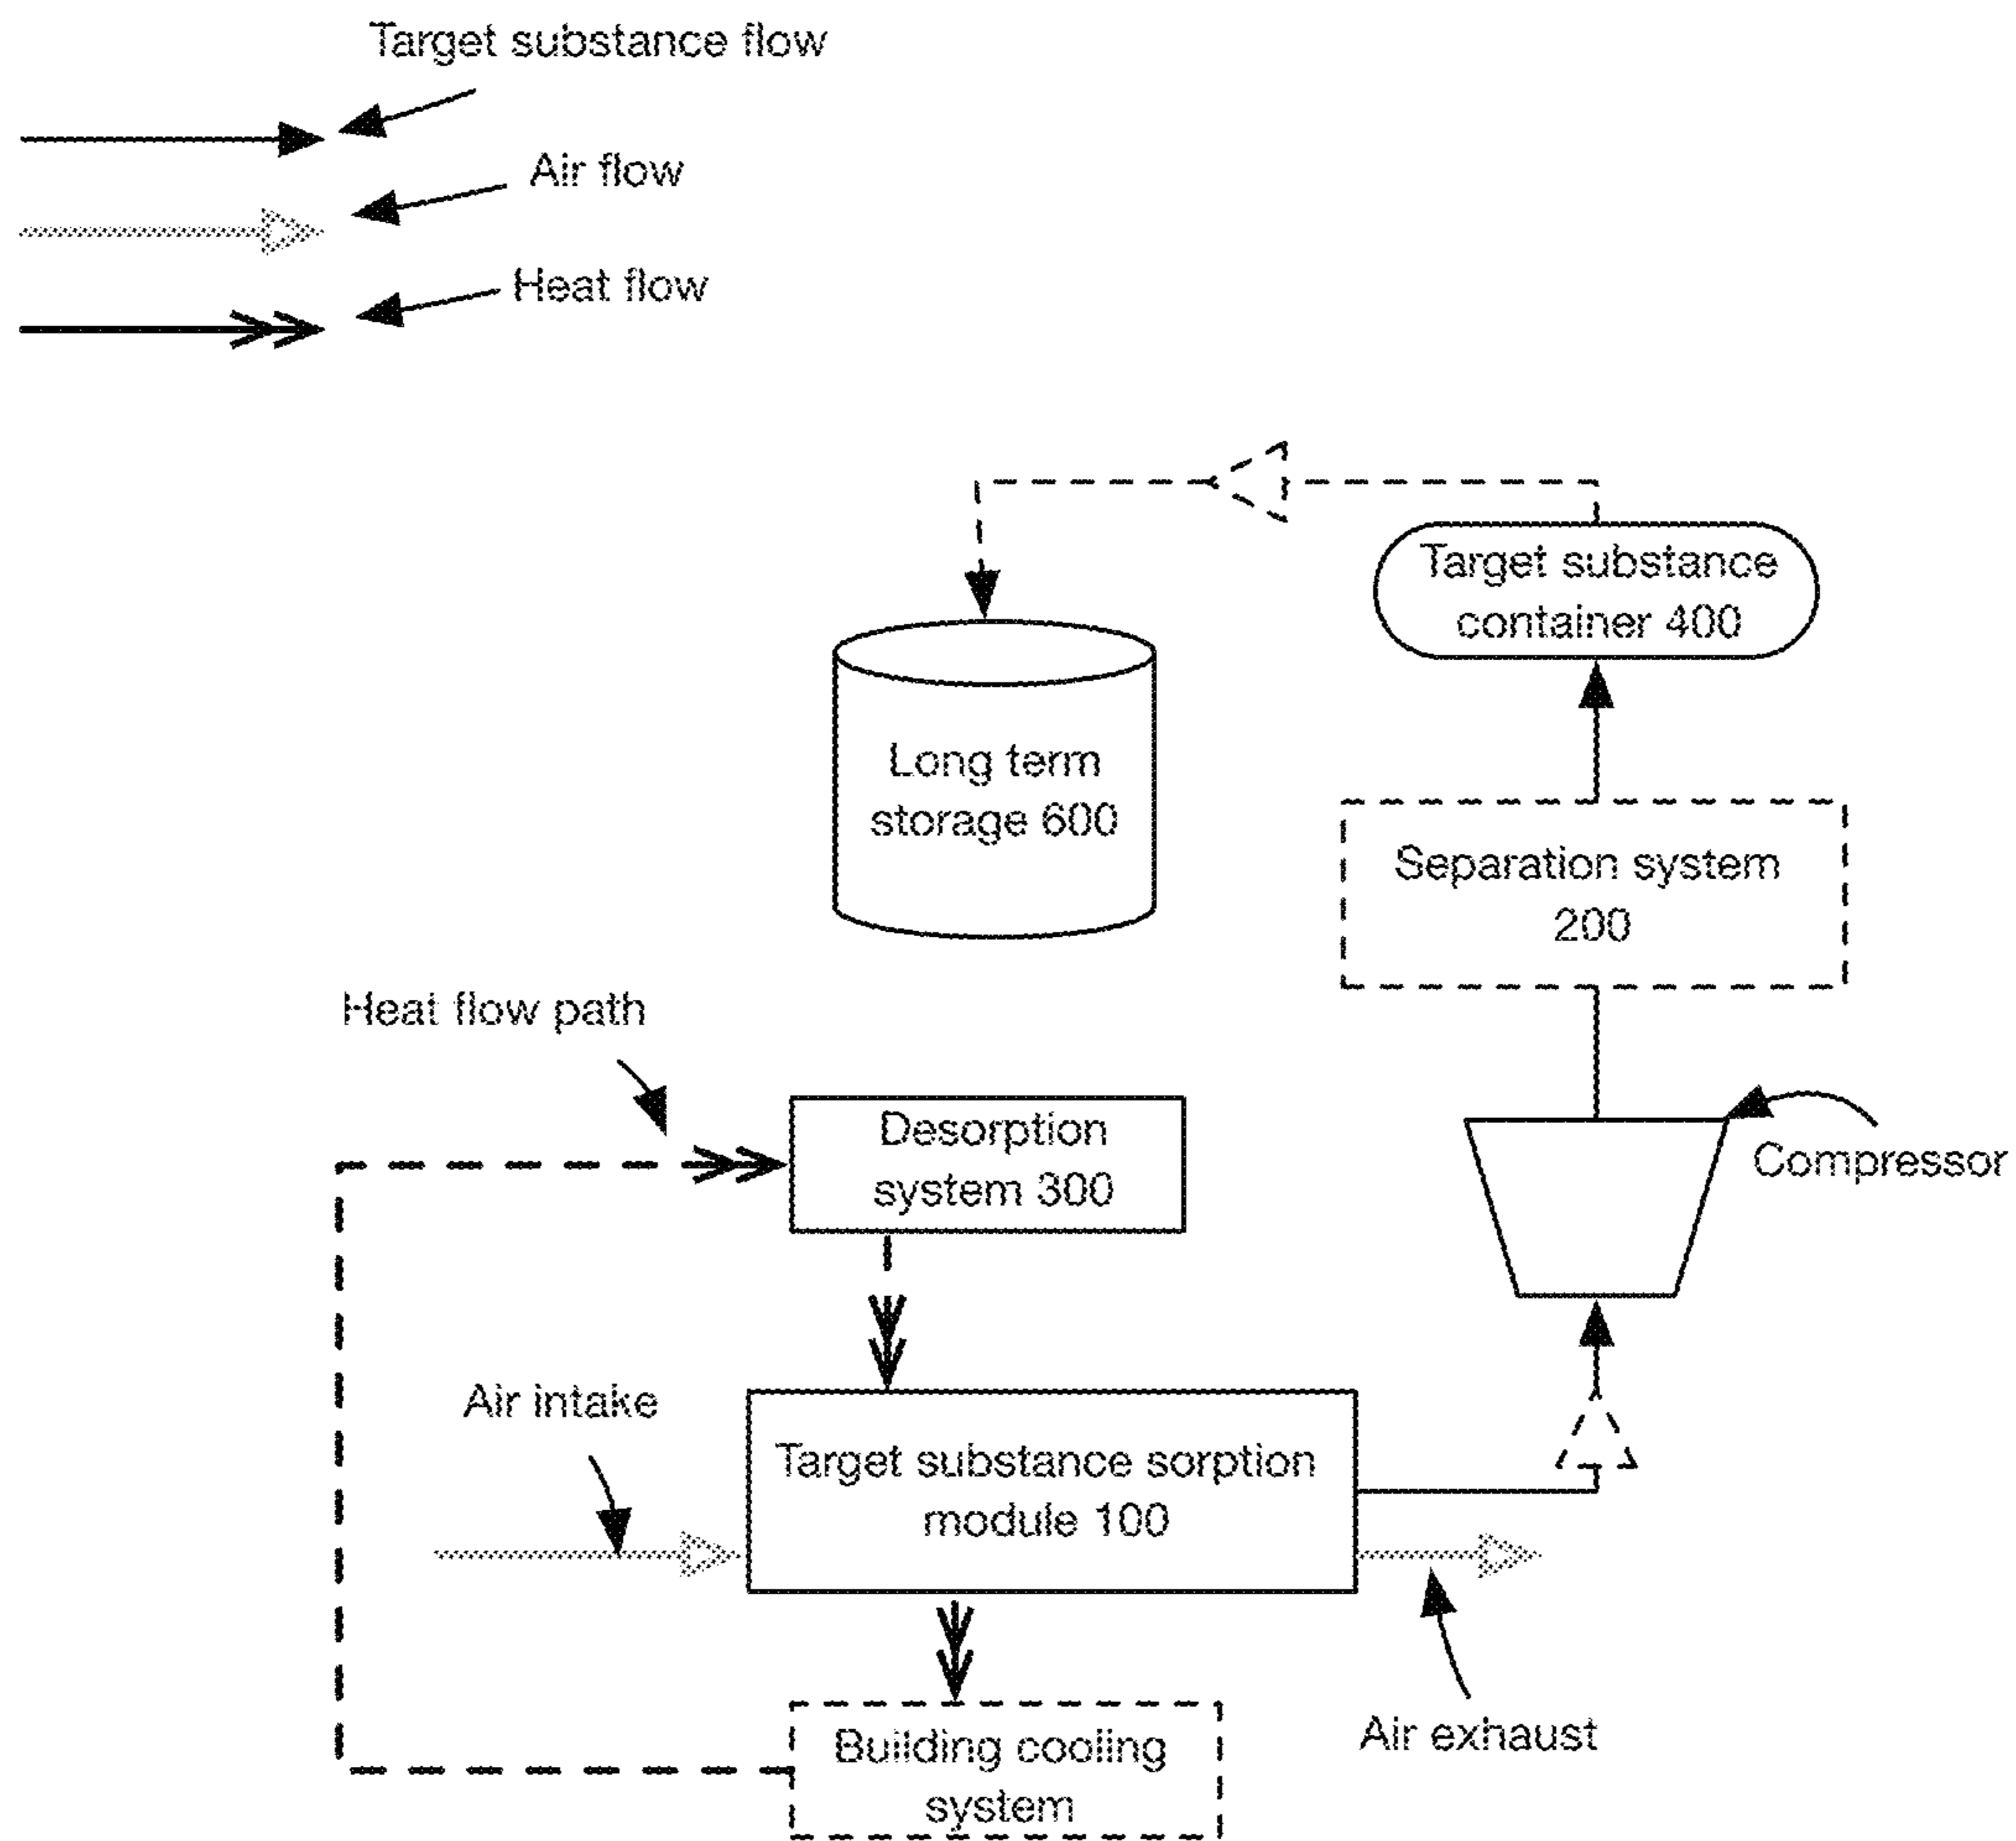 Target substance flow
Air flow
Heat flow
Target substance
container 400
Long term
storage 600
Separation system
200
Heat flow path
Desorption
system 300
Compressor
Air intake
Target substance sorption
module 100
Air exhaust
Building cooling
system